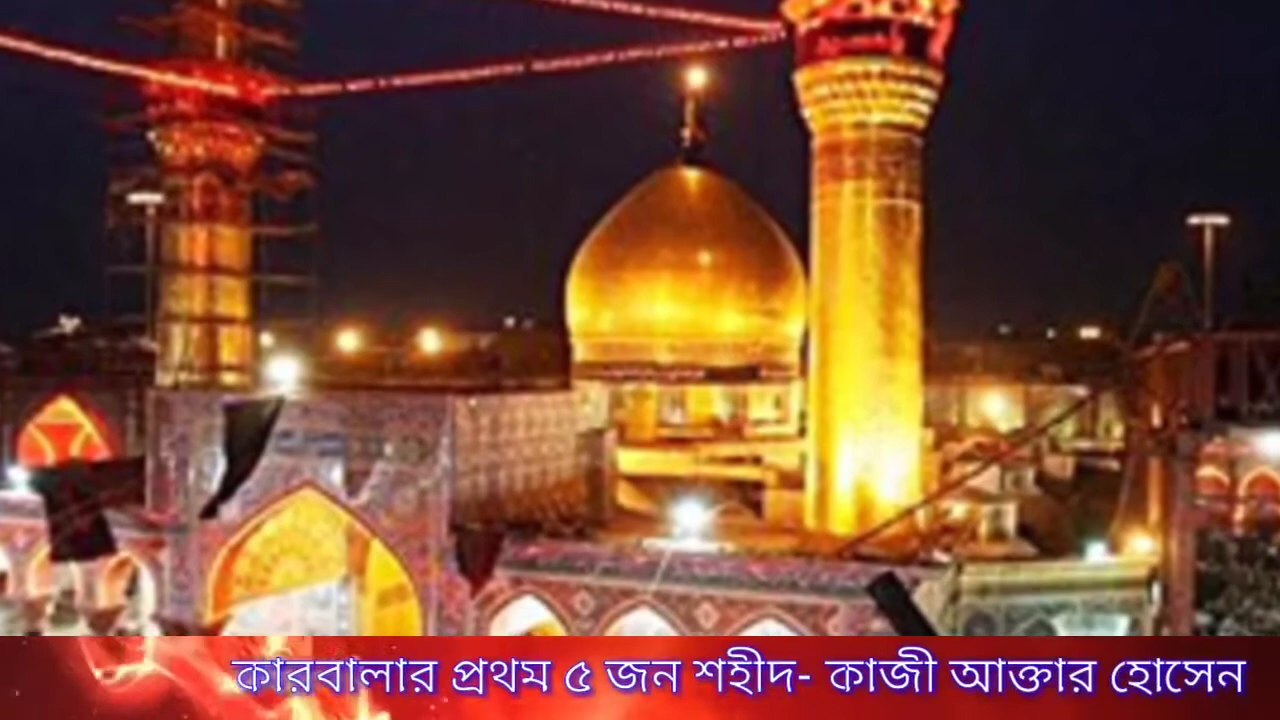 কারবালার প্রথম ৫ জন শহীদ- কাজী আক্তার হোসেন